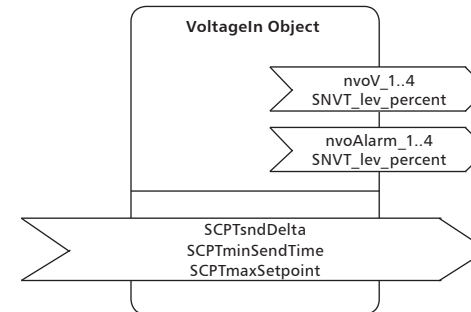 VoltageIn Object
nvoV_1..4
SNVT_lev_percent
nvoAlarm_1..4
SNVT_lev_percent
SCPTsndDelta
SCPTminSendTime
SCPTmaxSetpoint